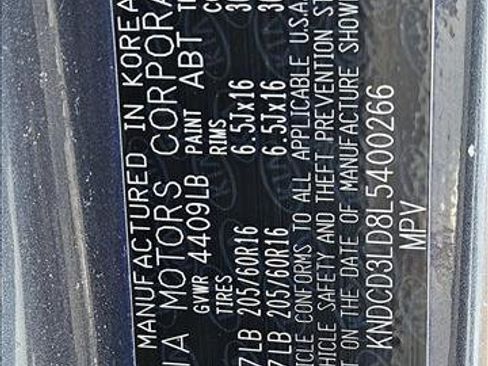 MANUFACTURED IN KOREA
IA MOTORS CORPORA
GVWR 4409LB PAINT ABT
TIRES RIMS
7LB 205/60R16 6.5Jx16
7LB 205/60R16 6.5Jx16
ICLE CONFORMS TO ALL APPLICABLE U.S.A
HICLE SAFETY AND THEFT PREVENTION ST
T ON THE DATE OF MANUFACTURE SHOW
KNDCD3LD8L5400266
MPV